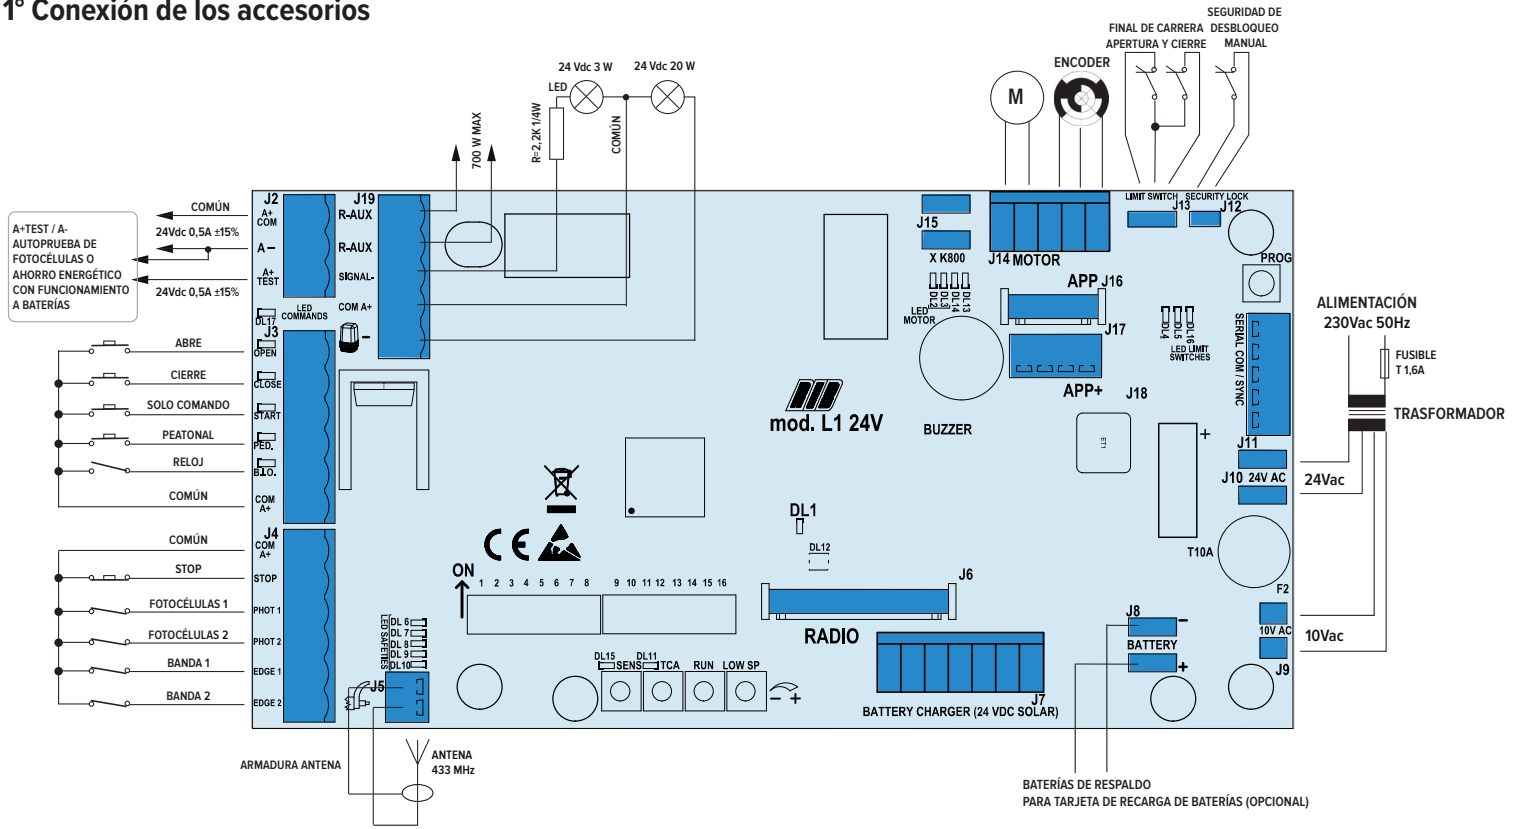 1° Conexión de los accesorios
SEGURIDAD DE
DESBLOQUEO
MANUAL
FINAL DE CARRERA
APERTURA Y CIERRE
ENCODER
M
24 Vdc 3 W
24 Vdc 20 W
LED
R=2, 2K 1/4W
COMÚN
700 W MAX
A+TEST / A-
AUTOPRUEBA DE
FOTOCÉLULAS O
AHORRO ENERGÉTICO
CON FUNCIONAMIENTO
A BATERÍAS
COMÚN
24Vdc 0,5A ±15%
24Vdc 0,5A ±15%
J2
A+
COM
A-
A+
TEST
LED
COMMANDS
DL17
J19
R-AUX
R-AUX
SIGNAL-
COM A+
-
J3
OPEN
CLOSE
START
PED.
B.I.O.
COM
A+
ABRE
CIERRE
SOLO COMANDO
PEATONAL
RELOJ
COMÚN
J4
COM
A+
STOP
PHOT 1
PHOT 2
EDGE 1
EDGE 2
COMÚN
STOP
FOTOCÉLULAS 1
FOTOCÉLULAS 2
BANDA 1
BANDA 2
LED SAFETIES
DL 6
DL 7
DL 8
DL 9
DL10
J5
ARMADURA ANTENA
ANTENA
433 MHz
ON
1 2 3 4 5 6 7 8
9 10 11 12 13 14 15 16
DL15
SENS
DL11
TCA
RUN
LOW SP
- +
CE
mod. L1 24V
BUZZER
J15
X K800
DL2
DL3
DL14
DL13
LED
MOTOR
J14 MOTOR
APP J16
J17
APP+
J18
ET1
LIMIT SWITCH
J13
SECURITY LOCK
J12
PROG
DL4
DL5
DL16
LED LIMIT
SWITCHES
SERIAL COM / SYNC
+
J11
J10 24V AC
T10A
F2
10V AC
J9
DL1
DL12
J6
RADIO
J7
BATTERY CHARGER (24 VDC SOLAR)
J8
-
BATTERY
+
ALIMENTACIÓN
230Vac 50Hz
FUSIBLE
T 1,6A
TRASFORMADOR
24Vac
10Vac
BATERÍAS DE RESPALDO
PARA TARJETA DE RECARGA DE BATERÍAS (OPCIONAL)